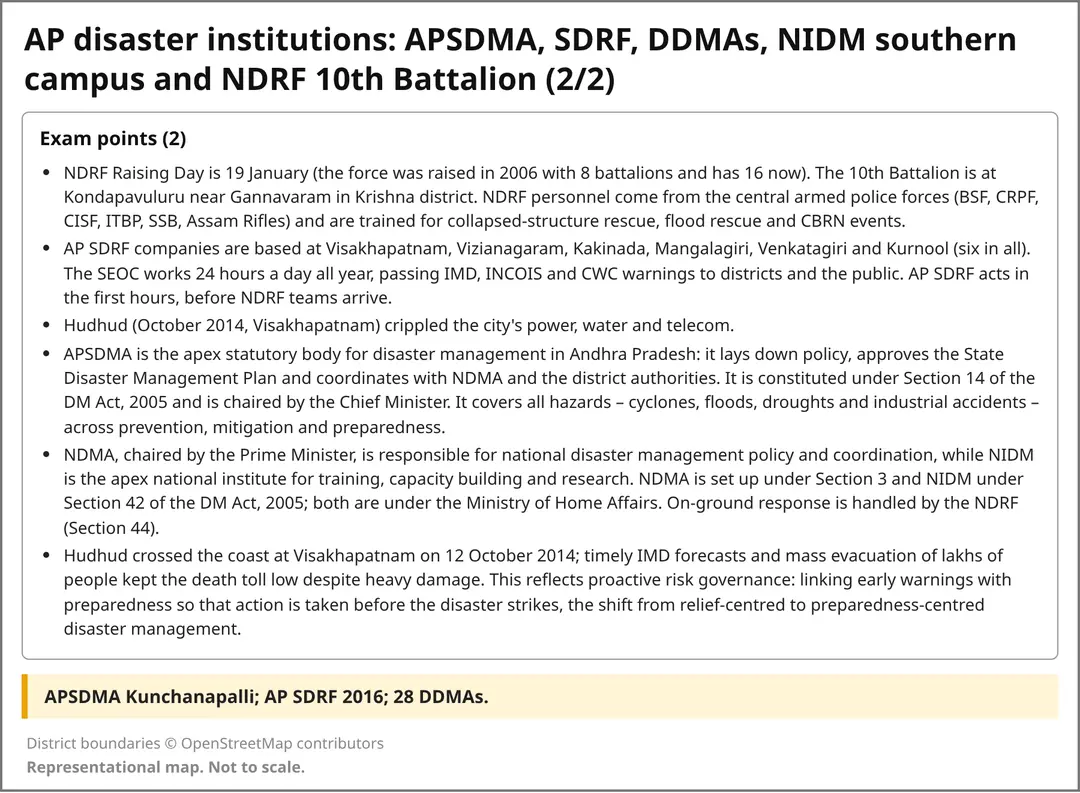 AP disaster institutions: APSDMA, SDRF, DDMAs, NIDM southern
campus and NDRF 10th Battalion (2/2)
Exam points (2)
• NDRF Raising Day is 19 January (the force was raised in 2006 with 8 battalions and has 16 now). The 10th Battalion is at
Kondapavuluru near Gannavaram in Krishna district. NDRF personnel come from the central armed police forces (BSF, CRPF,
CISF, ITBP, SSB, Assam Rifles) and are trained for collapsed-structure rescue, flood rescue and CBRN events.
• AP SDRF companies are based at Visakhapatnam, Vizianagaram, Kakinada, Mangalagiri, Venkatagiri and Kurnool (six in all).
The SEOC works 24 hours a day all year, passing IMD, INCOIS and CWC warnings to districts and the public. AP SDRF acts in
the first hours, before NDRF teams arrive.
• Hudhud (October 2014, Visakhapatnam) crippled the city's power, water and telecom.
• APSDMA is the apex statutory body for disaster management in Andhra Pradesh: it lays down policy, approves the State
Disaster Management Plan and coordinates with NDMA and the district authorities. It is constituted under Section 14 of the
DM Act, 2005 and is chaired by the Chief Minister. It covers all hazards – cyclones, floods, droughts and industrial accidents –
across prevention, mitigation and preparedness.
• NDMA, chaired by the Prime Minister, is responsible for national disaster management policy and coordination, while NIDM
is the apex national institute for training, capacity building and research. NDMA is set up under Section 3 and NIDM under
Section 42 of the DM Act, 2005; both are under the Ministry of Home Affairs. On-ground response is handled by the NDRF
(Section 44).
• Hudhud crossed the coast at Visakhapatnam on 12 October 2014; timely IMD forecasts and mass evacuation of lakhs of
people kept the death toll low despite heavy damage. This reflects proactive risk governance: linking early warnings with
preparedness so that action is taken before the disaster strikes, the shift from relief-centred to preparedness-centred
disaster management.
APSDMA Kunchanapalli; AP SDRF 2016; 28 DDMAs.
District boundaries © OpenStreetMap contributors
Representational map. Not to scale.